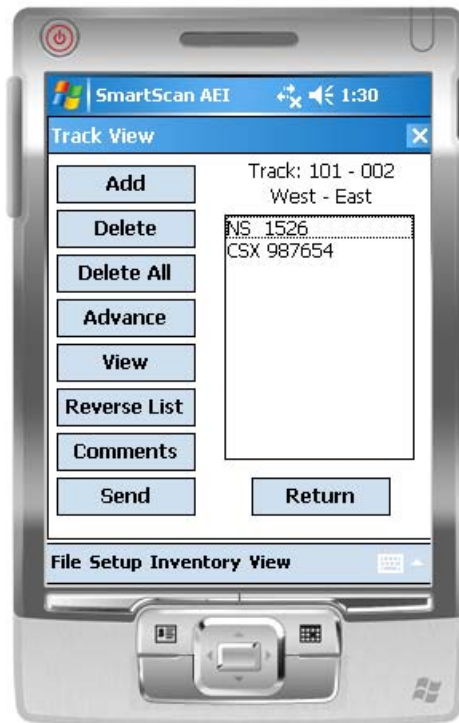 SmartScan AEI 1:30
Track View
Track: 101 - 002
West - East
Add
Delete
Delete All
Advance
View
Reverse List
Comments
Send
NS 1526
CSX 987654
Return
File Setup Inventory View